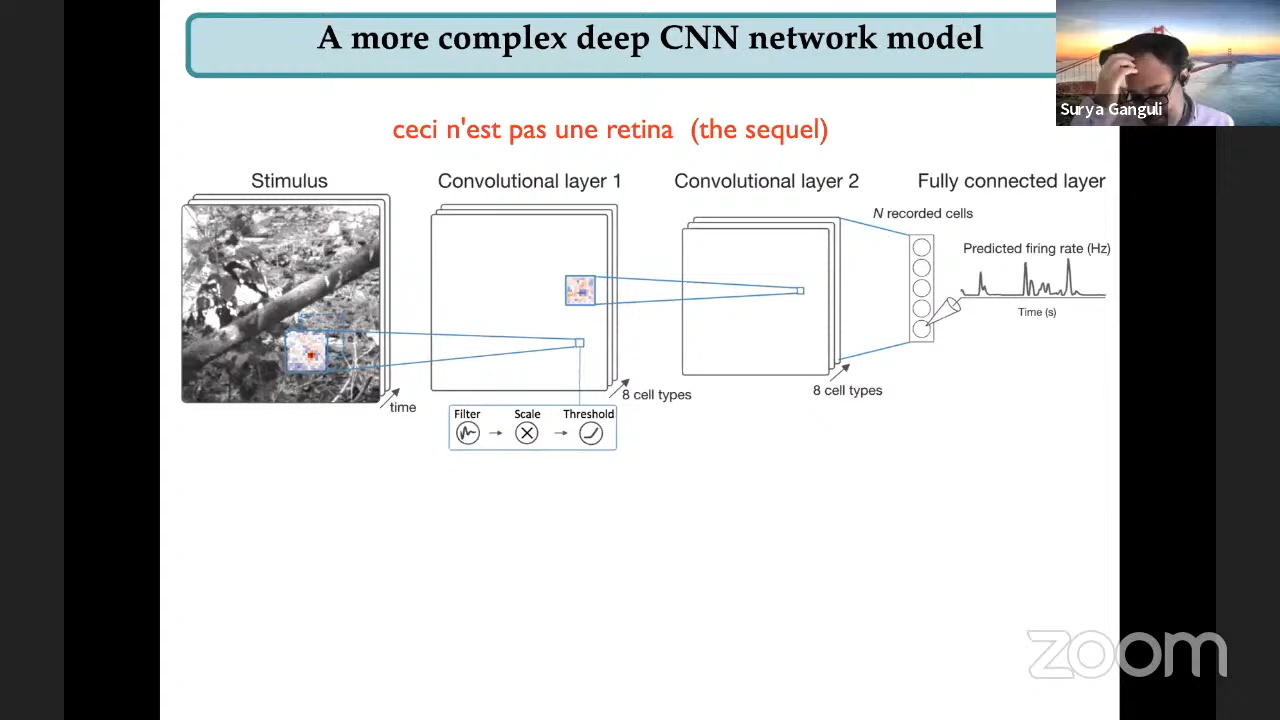 A more complex deep CNN network model
Surya Ganguli
ceci n'est pas une retina (the sequel)
Stimulus
Convolutional layer 1
Convolutional layer 2
Fully connected layer
N recorded cells
Predicted firing rate (Hz)
Time (s)
8 cell types
8 cell types
time
Filter
Scale
Threshold
zoom